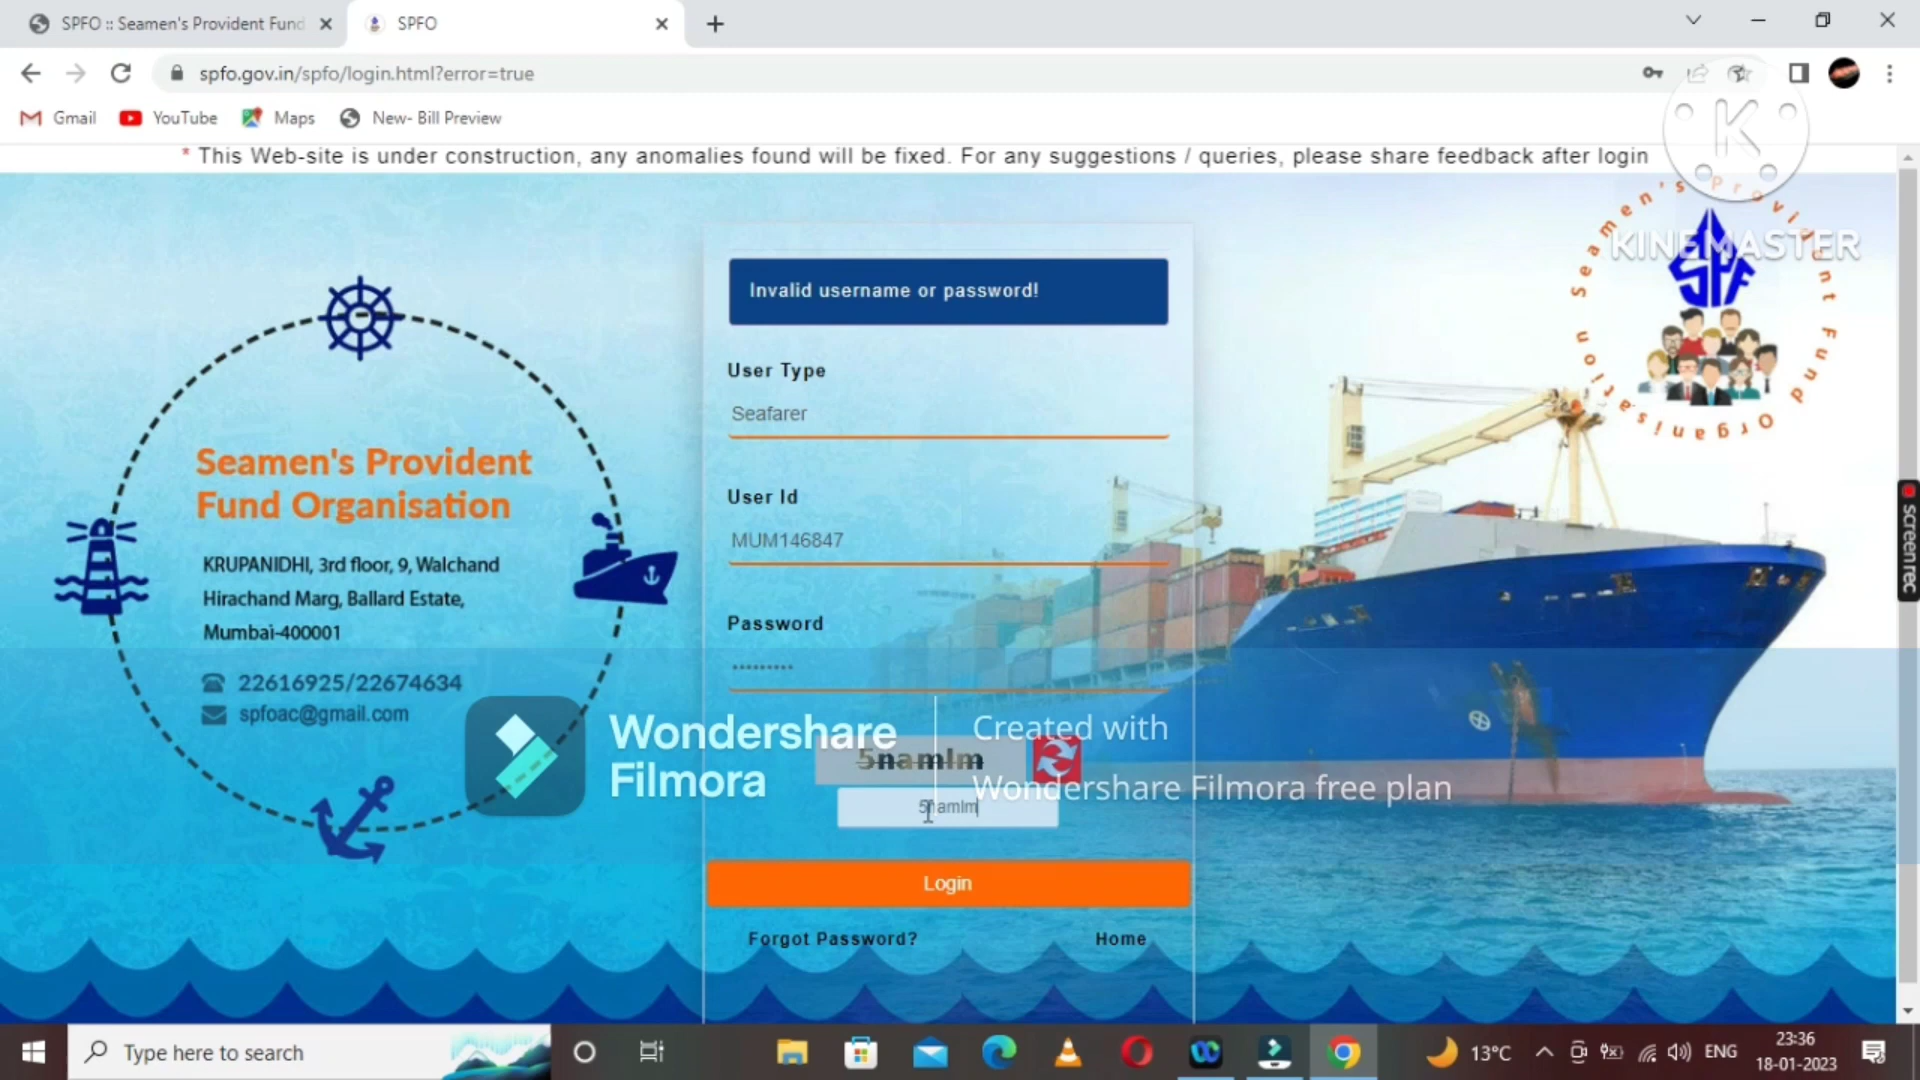 SPFO :: Seamen's Provident Fund
SPFO
spfo.gov.in/spfo/login.html?error=true
Gmail
YouTube
Maps
New- Bill Preview
* This Web-site is under construction, any anomalies found will be fixed. For any suggestions / queries, please share feedback after login
Seamen's Provident Fund Organisation
SPF
KINEMASTER
K
Invalid username or password!
User Type
Seafarer
User Id
MUM146847
Password
•••••••••
Seamen's Provident
Fund Organisation
KRUPANIDHI, 3rd floor, 9, Walchand
Hirachand Marg, Ballard Estate,
Mumbai-400001
22616925/22674634
spfoac@gmail.com
Wondershare
Filmora
Created with
Wondershare Filmora free plan
5namlm
5namlm
Login
Forgot Password?
Home
screenrec
Type here to search
13°C
ENG
23:36
18-01-2023